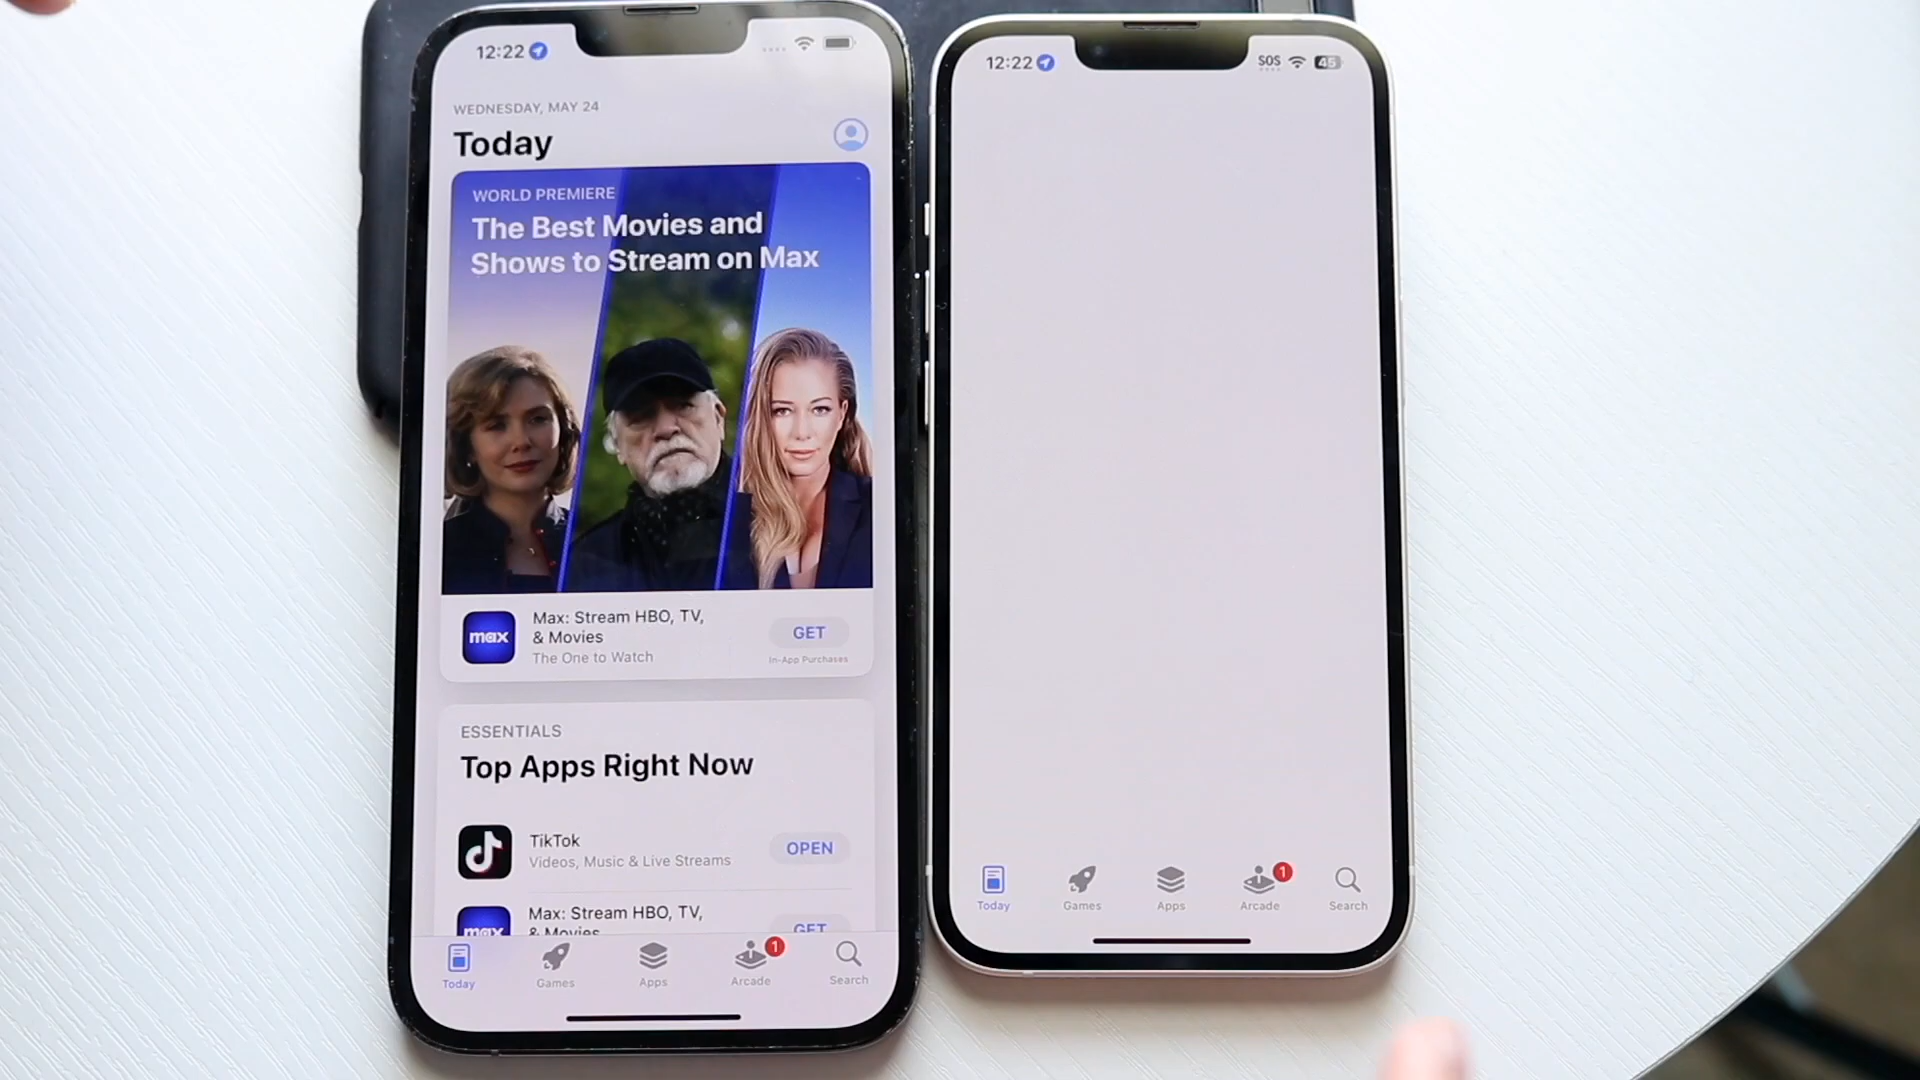 12:22
WEDNESDAY, MAY 24
Today
WORLD PREMIERE
The Best Movies and
Shows to Stream on Max
max
Max: Stream HBO, TV,
& Movies
The One to Watch
GET
In-App Purchases
ESSENTIALS
Top Apps Right Now
TikTok
Videos, Music & Live Streams
OPEN
max
Max: Stream HBO, TV,
& Movies
GET
Today
Games
Apps
1
Arcade
Search
12:22
SOS
45
Today
Games
Apps
1
Arcade
Search